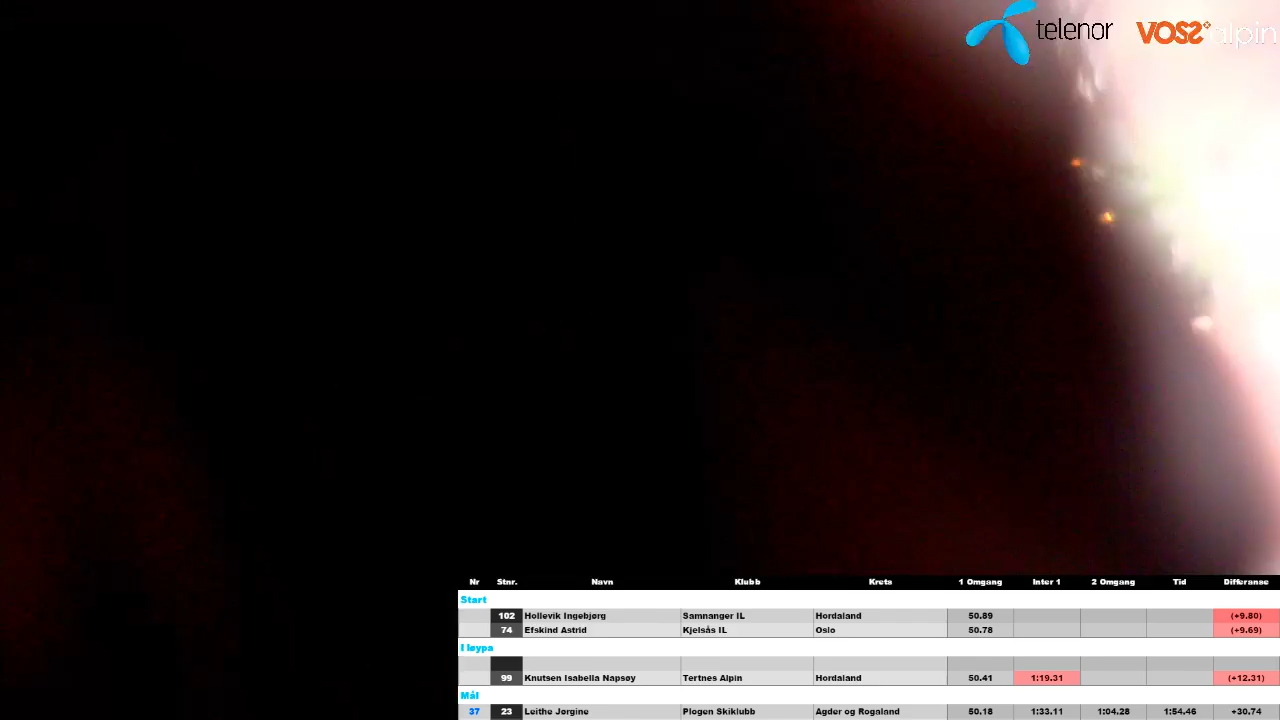 telenor VOSS alpin
Nr Stnr. Navn Klubb Krets 1 Omgang Inter 1 2 Omgang Tid Differanse
Start
102 Hollevik Ingebjørg Samnanger IL Hordaland 50.89 (+9.80)
74 Efskind Astrid Kjelsås IL Oslo 50.78 (+9.69)
I løypa
99 Knutsen Isabella Napsøy Tertnes Alpin Hordaland 50.41 1:19.31 (+12.31)
Mål
37 23 Leithe Jørgine Plogen Skiklubb Agder og Rogaland 50.18 1:33.11 1:04.28 1:54.46 +30.74